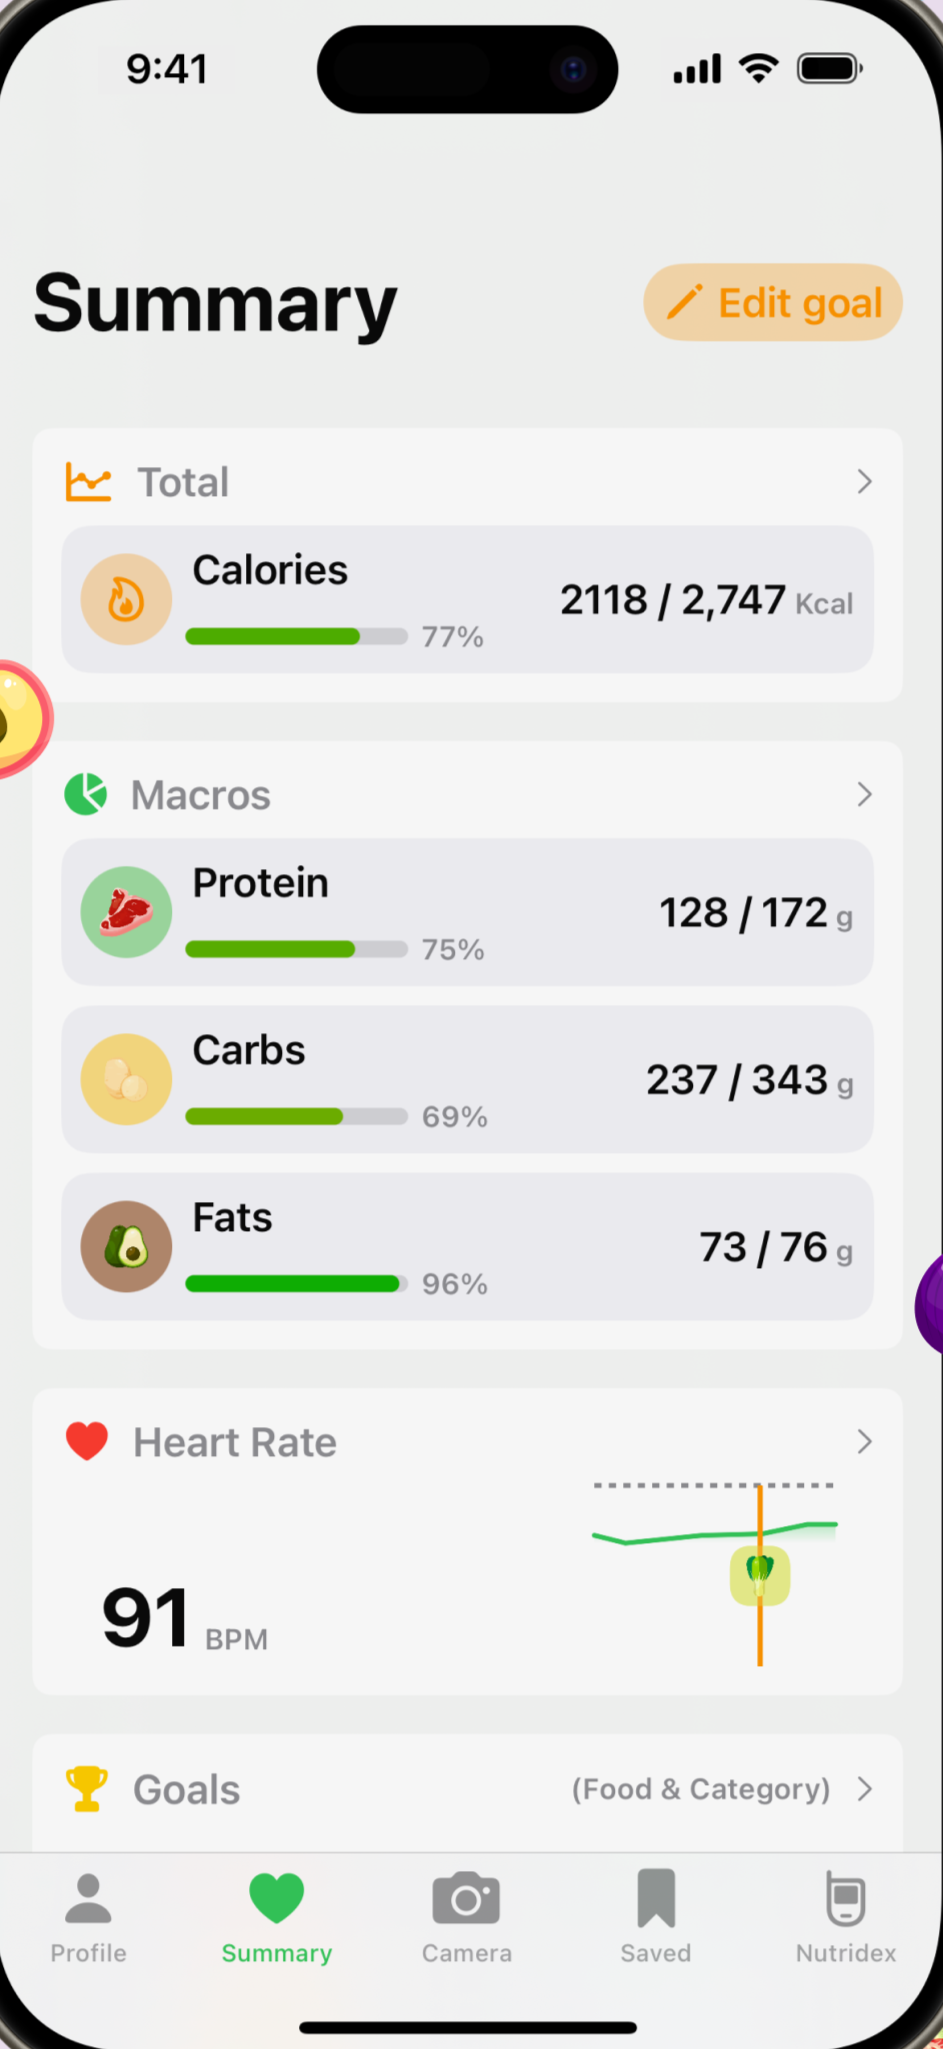 9:41
Summary
Edit goal
Total
Calories
2118 / 2,747 Kcal
77%
Macros
Protein
128 / 172 g
75%
Carbs
237 / 343 g
69%
Fats
73 / 76 g
96%
Heart Rate
91 BPM
Goals (Food & Category)
Profile Summary Camera Saved Nutridex